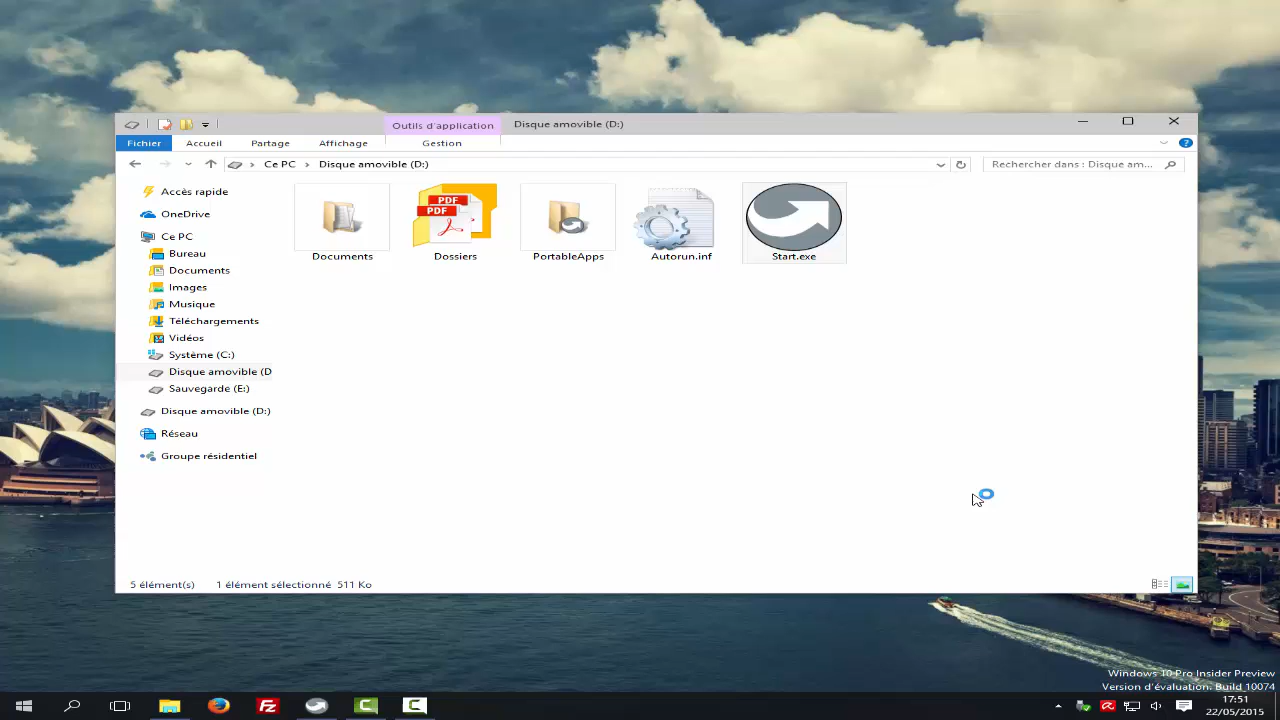 Outils d'application Disque amovible (D:)
Fichier Accueil Partage Affichage Gestion
Ce PC Disque amovible (D:) Rechercher dans : Disque am...
Accès rapide
OneDrive
Ce PC
Bureau
Documents
Images
Musique
Téléchargements
Vidéos
Système (C:)
Disque amovible (D
Sauvegarde (E:)
Disque amovible (D:)
Réseau
Groupe résidentiel
PDF
PDF
Documents Dossiers PortableApps Autorun.inf Start.exe
5 élément(s) 1 élément sélectionné 511 Ko
Windows 10 Pro Insider Preview
Version d'évaluation. Build 10074
17:51
22/05/2015